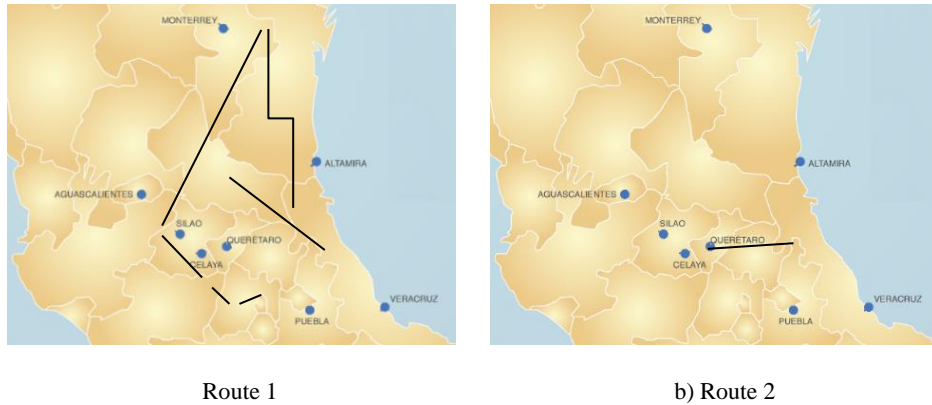 MONTERREY
ALTAMIRA
AGUASCALIENTES
SILAO
QUERÉTARO
CELAYA
VERACRUZ
PUEBLA
MONTERREY
ALTAMIRA
AGUASCALIENTES
SILAO
QUERÉTARO
CELAYA
VERACRUZ
PUEBLA
Route 1
b) Route 2